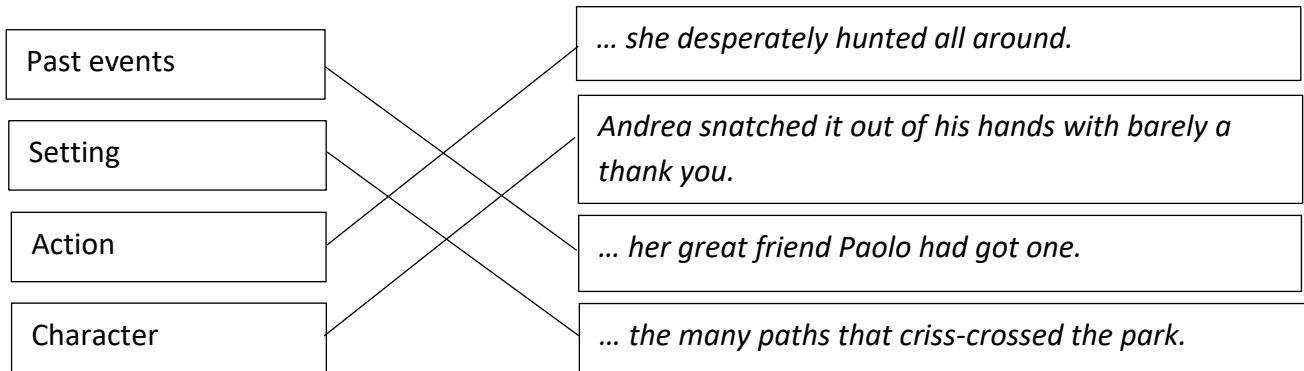 Past events
Setting
Action
Character
… she desperately hunted all around.
Andrea snatched it out of his hands with barely a
thank you.
… her great friend Paolo had got one.
… the many paths that criss-crossed the park.